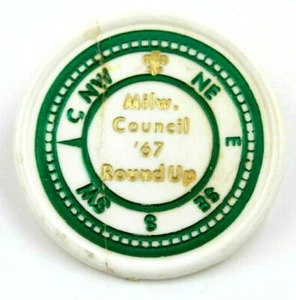 NW
NE
E
SE
S
SW
Milw.
Council
'67
Round Up